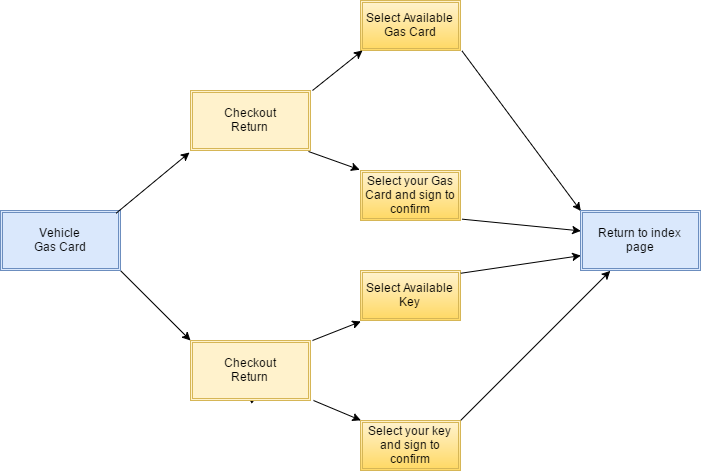 Select Available
Gas Card
Checkout
Return
Select your Gas
Card and sign to
confirm
Vehicle
Gas Card
Return to index
page
Select Available
Key
Checkout
Return
Select your key
and sign to
confirm